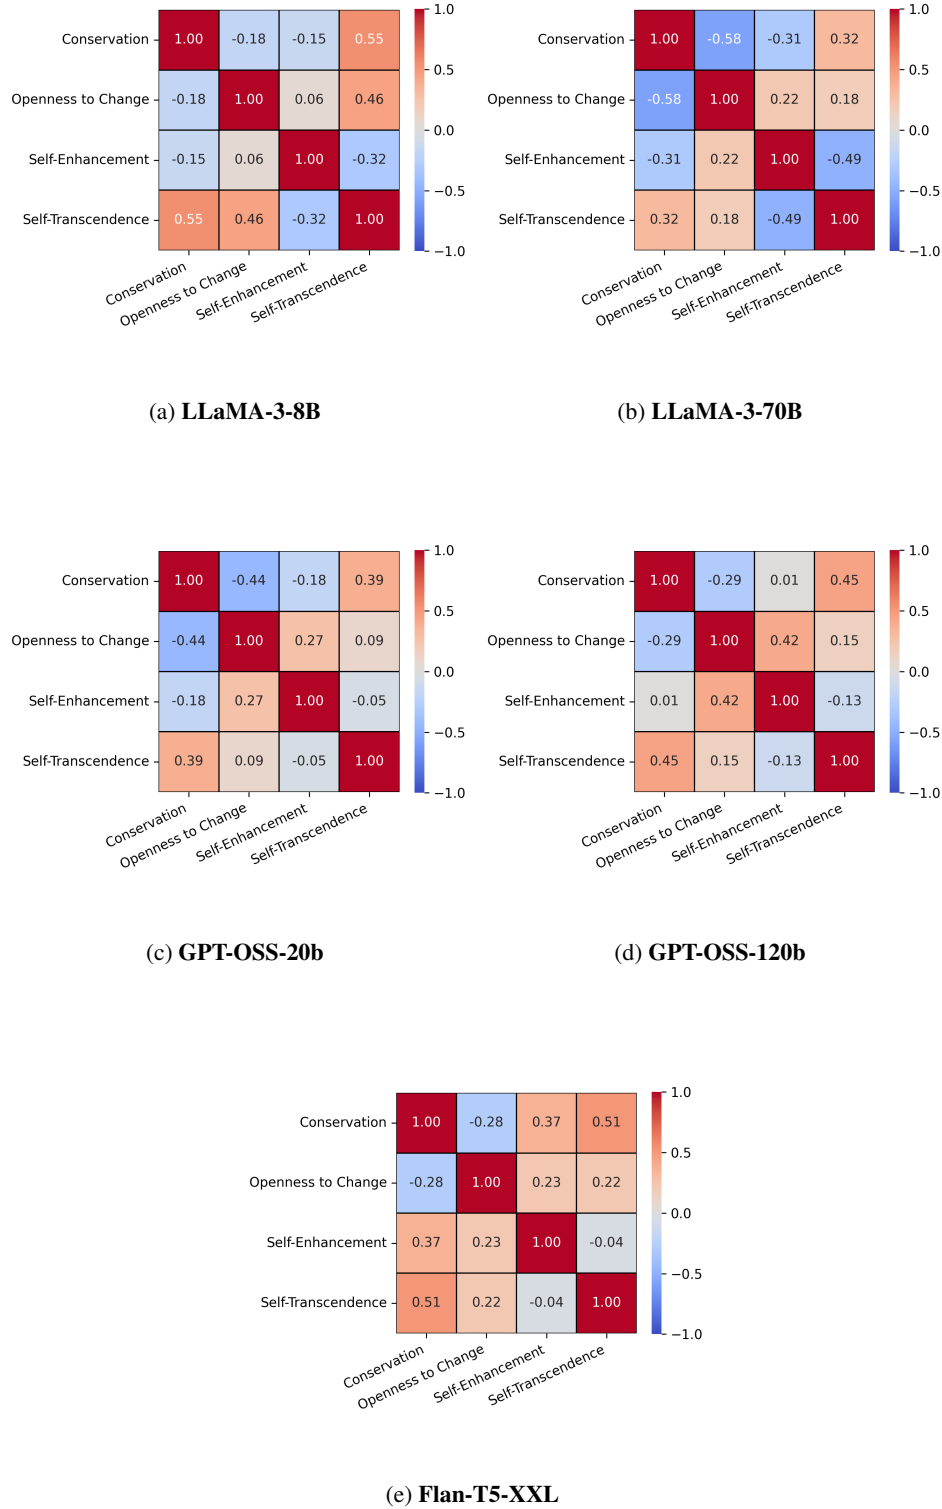 Conservation 1.00 -0.18 -0.15 0.55
Openness to Change -0.18 1.00 0.06 0.46
Self-Enhancement -0.15 0.06 1.00 -0.32
Self-Transcendence 0.55 0.46 -0.32 1.00
Conservation
Openness to Change
Self-Enhancement
Self-Transcendence
1.0
0.5
0.0
−0.5
−1.0
(a) LLaMA-3-8B
Conservation 1.00 -0.58 -0.31 0.32
Openness to Change -0.58 1.00 0.22 0.18
Self-Enhancement -0.31 0.22 1.00 -0.49
Self-Transcendence 0.32 0.18 -0.49 1.00
Conservation
Openness to Change
Self-Enhancement
Self-Transcendence
1.0
0.5
0.0
−0.5
−1.0
(b) LLaMA-3-70B
Conservation 1.00 -0.44 -0.18 0.39
Openness to Change -0.44 1.00 0.27 0.09
Self-Enhancement -0.18 0.27 1.00 -0.05
Self-Transcendence 0.39 0.09 -0.05 1.00
Conservation
Openness to Change
Self-Enhancement
Self-Transcendence
1.0
0.5
0.0
−0.5
−1.0
(c) GPT-OSS-20b
Conservation 1.00 -0.29 0.01 0.45
Openness to Change -0.29 1.00 0.42 0.15
Self-Enhancement 0.01 0.42 1.00 -0.13
Self-Transcendence 0.45 0.15 -0.13 1.00
Conservation
Openness to Change
Self-Enhancement
Self-Transcendence
1.0
0.5
0.0
−0.5
−1.0
(d) GPT-OSS-120b
Conservation 1.00 -0.28 0.37 0.51
Openness to Change -0.28 1.00 0.23 0.22
Self-Enhancement 0.37 0.23 1.00 -0.04
Self-Transcendence 0.51 0.22 -0.04 1.00
Conservation
Openness to Change
Self-Enhancement
Self-Transcendence
1.0
0.5
0.0
−0.5
−1.0
(e) Flan-T5-XXL